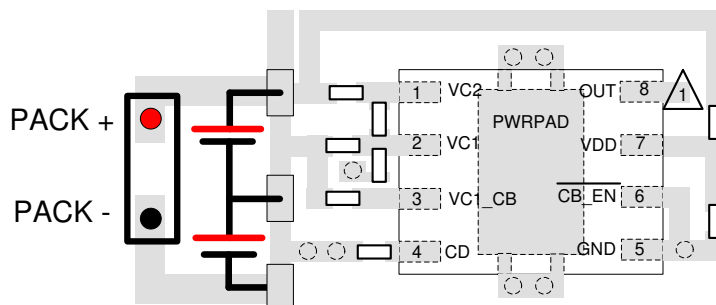 PACK +
PACK -
1 VC2
2 VC1
3 VC1_CB
4 CD
PWRPAD
OUT 8
VDD 7
CB_EN 6
GND 5
1